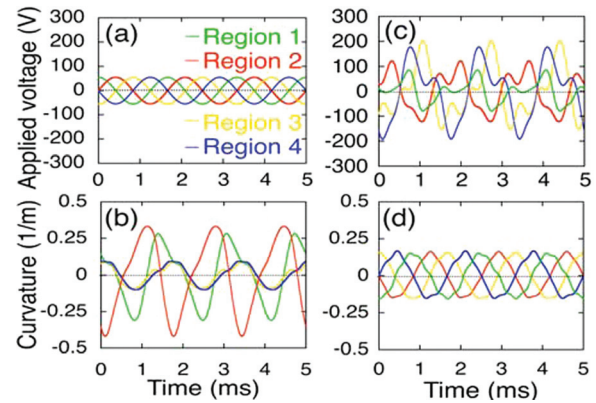 Applied voltage (V)
300
200
100
0
-100
-200
-300
(a)
Region 1
Region 2
Region 3
Region 4
0 1 2 3 4 5
300
200
100
0
-100
-200
-300
(c)
0 1 2 3 4 5
Curvature (1/m)
0.5
0.25
0
-0.25
-0.5
(b)
0 1 2 3 4 5
Time (ms)
0.5
0.25
0
-0.25
-0.5
(d)
0 1 2 3 4 5
Time (ms)